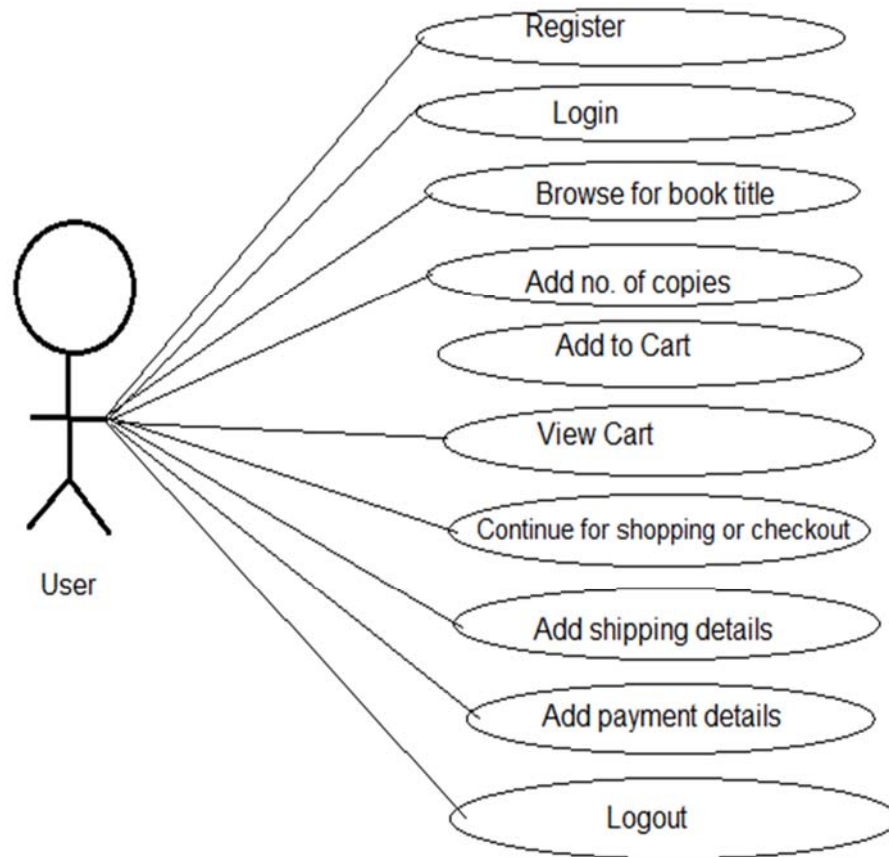 Register
Login
Browse for book title
Add no. of copies
Add to Cart
View Cart
Continue for shopping or checkout
User
Add shipping details
Add payment details
Logout